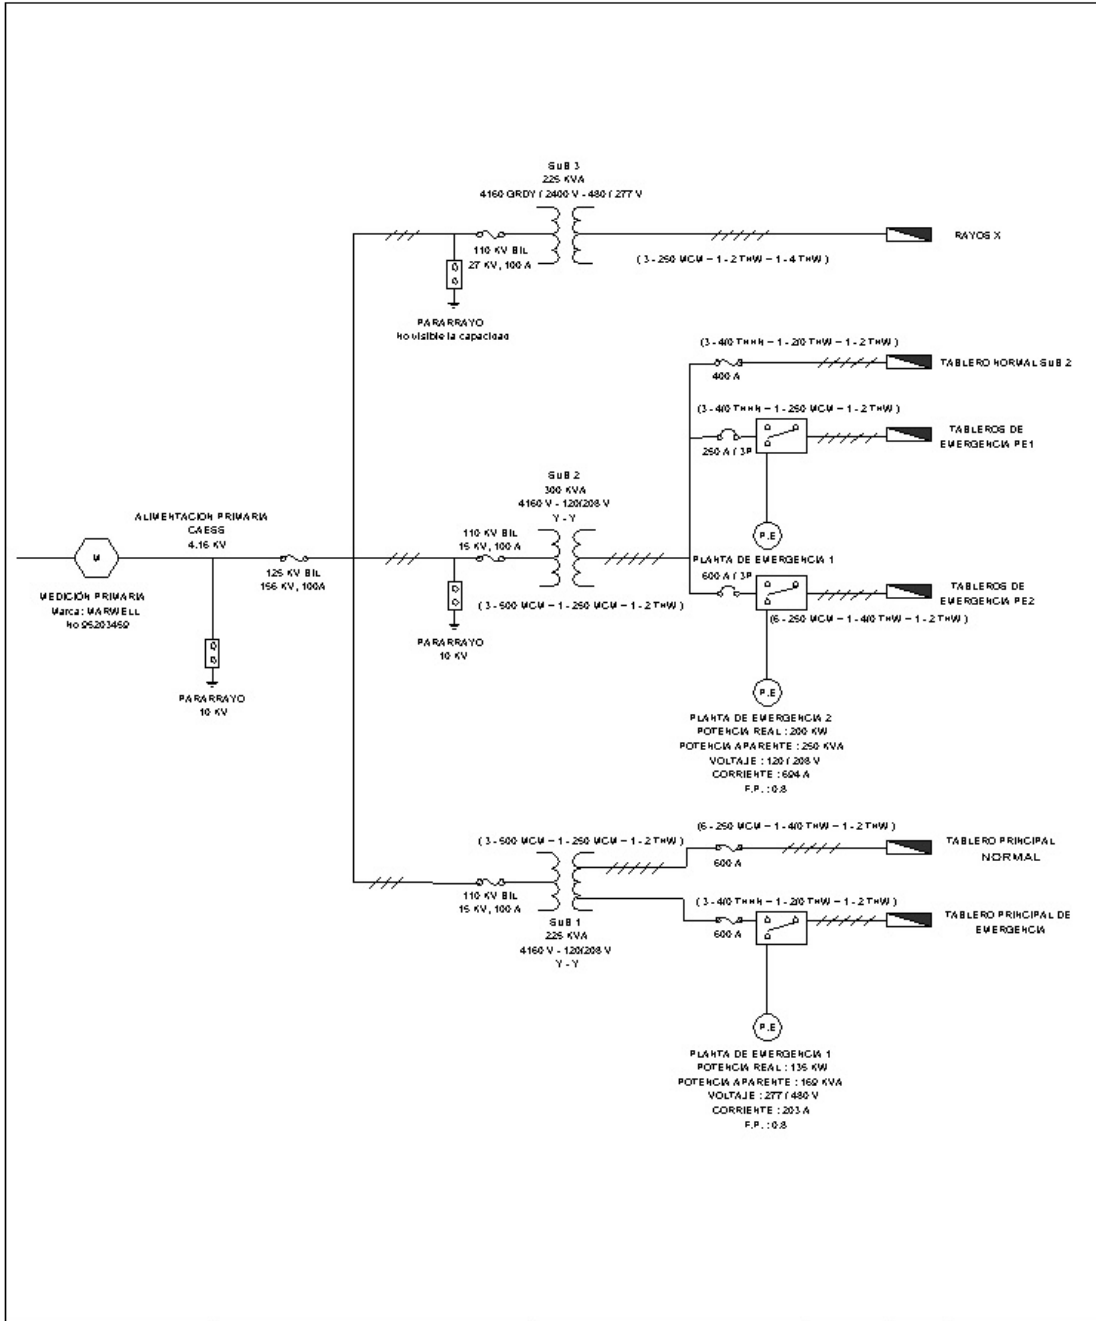 SUB 3
225 KVA
4160 GRDY / 2400 V - 480 / 277 V
110 KV BIL
27 KV, 100 A
( 3 - 250 MCM - 1 - 2 THW - 1 - 4 THW )
RAYOS X
PARARRAYO
No visible la capacidad
(3 - 4/0 THHN - 1 - 2/0 THW - 1 - 2 THW )
400 A
TABLERO NORMAL SUB 2
(3 - 4/0 THHN - 1 - 250 MCM - 1 - 2 THW )
250 A / 3P
TABLEROS DE
EMERGENCIA PE1
P.E
PLANTA DE EMERGENCIA 1
SUB 2
300 KVA
4160 V - 120/208 V
Y - Y
110 KV BIL
15 KV, 100 A
( 3 - 500 MCM - 1 - 250 MCM - 1 - 2 THW )
PARARRAYO
10 KV
ALIMENTACION PRIMARIA
CAESS
4.16 KV
M
MEDICIÓN PRIMARIA
Marca: MARWELL
No 95203459
125 KV BIL
156 KV, 100A
PARARRAYO
10 KV
600 A / 3P
TABLEROS DE
EMERGENCIA PE2
(6 - 250 MCM - 1 - 4/0 THW - 1 - 2 THW )
P.E
PLANTA DE EMERGENCIA 2
POTENCIA REAL : 200 KW
POTENCIA APARENTE : 250 KVA
VOLTAJE : 120 / 208 V
CORRIENTE : 694 A
F.P. : 0.8
( 3 - 500 MCM - 1 - 250 MCM - 1 - 2 THW )
110 KV BIL
15 KV, 100 A
SUB 1
225 KVA
4160 V - 120/208 V
Y - Y
(6 - 250 MCM - 1 - 4/0 THW - 1 - 2 THW )
600 A
TABLERO PRINCIPAL
NORMAL
(3 - 4/0 THHN - 1 - 2/0 THW - 1 - 2 THW )
600 A
TABLERO PRINCIPAL DE
EMERGENCIA
P.E
PLANTA DE EMERGENCIA 1
POTENCIA REAL : 135 KW
POTENCIA APARENTE : 169 KVA
VOLTAJE : 277 / 480 V
CORRIENTE : 203 A
F.P. : 0.8